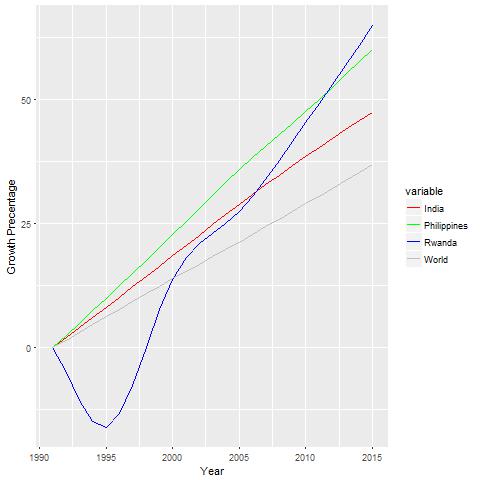 50
25
0
Growth Precentage
1990 1995 2000 2005 2010 2015
Year
variable
India
Philippines
Rwanda
World